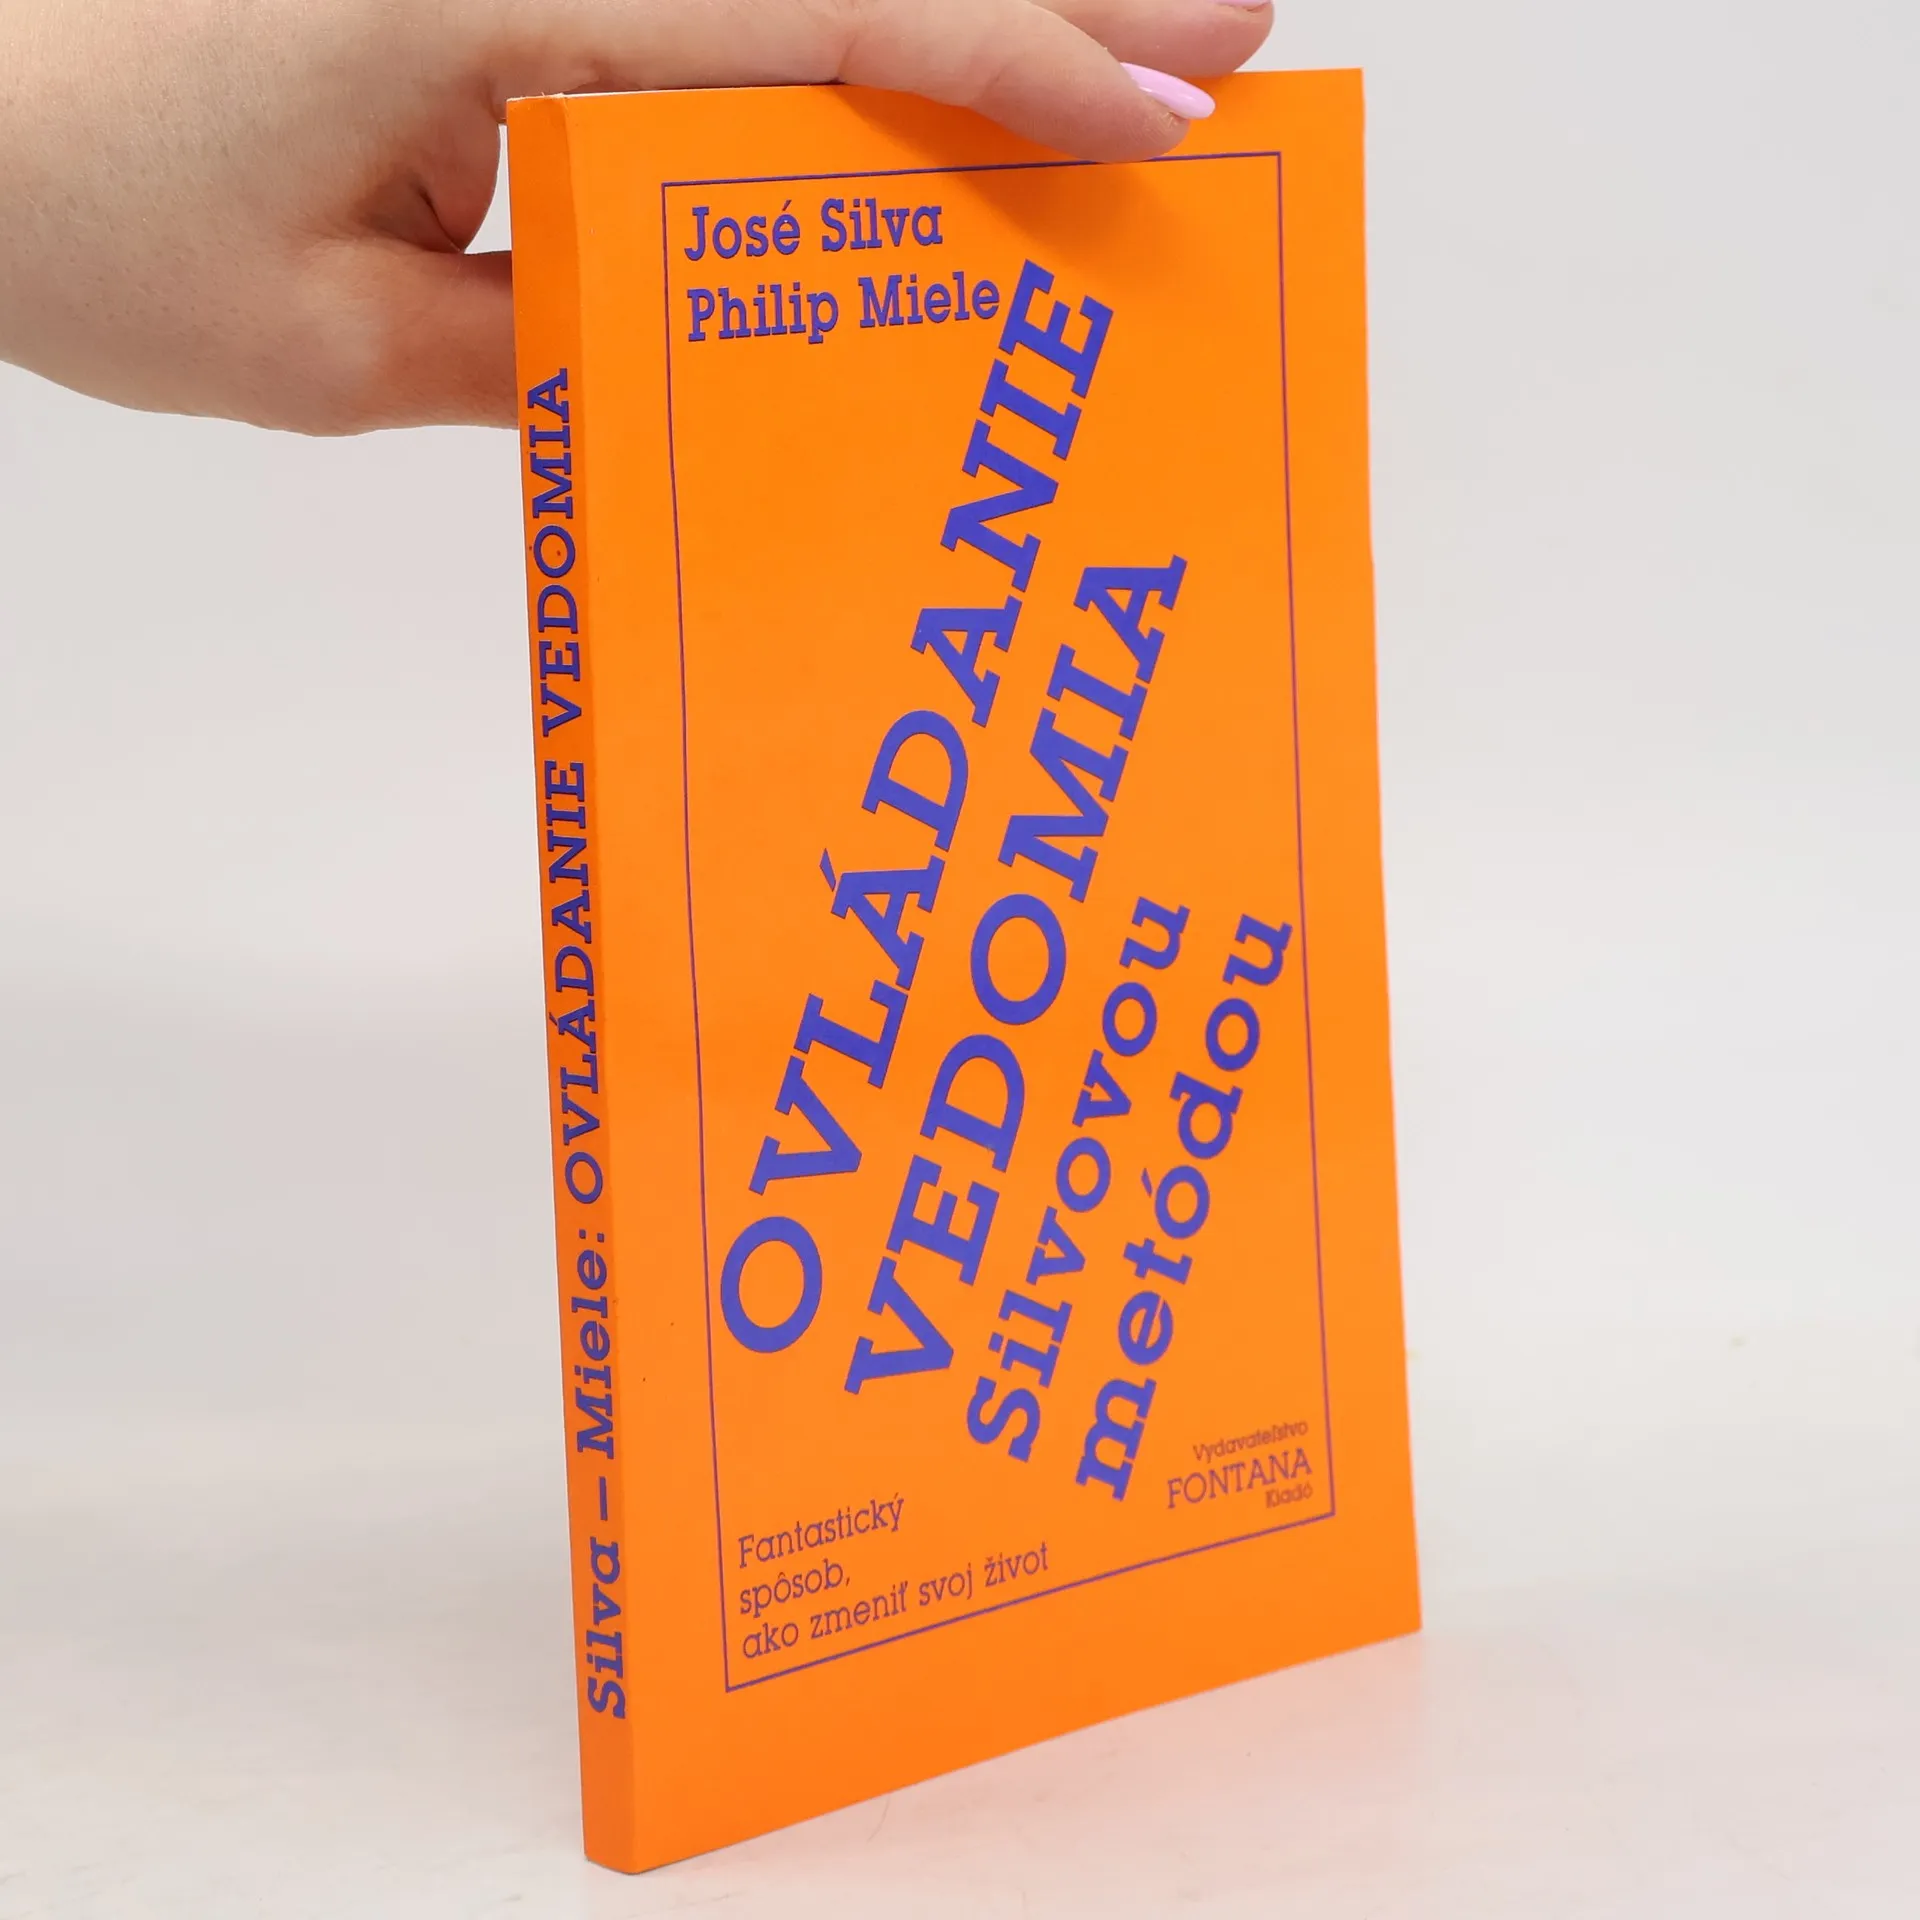 Silva – Miele: OVLÁDANIE VEDOMIA
José Silva
Philip Miele
OVLÁDANIE
VEDOMIA
Silvovou
metódou
Fantastický
spôsob,
ako zmeniť svoj život
Vydavateľstvo
FONTANA
Kiadó